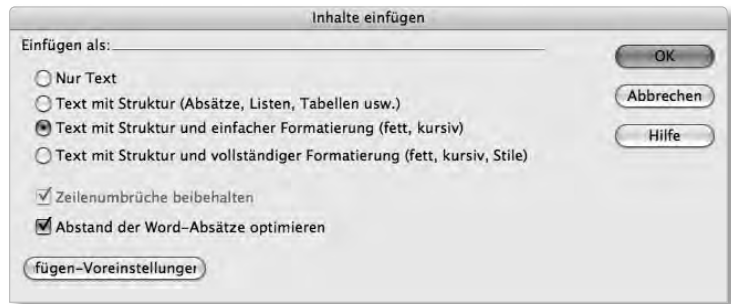 Inhalte einfügen
Einfügen als:
OK
Nur Text
Abbrechen
Text mit Struktur (Absätze, Listen, Tabellen usw.)
Text mit Struktur und einfacher Formatierung (fett, kursiv)
Hilfe
Text mit Struktur und vollständiger Formatierung (fett, kursiv, Stile)
Zeilenumbrüche beibehalten
Abstand der Word-Absätze optimieren
fügen-Voreinstellunger